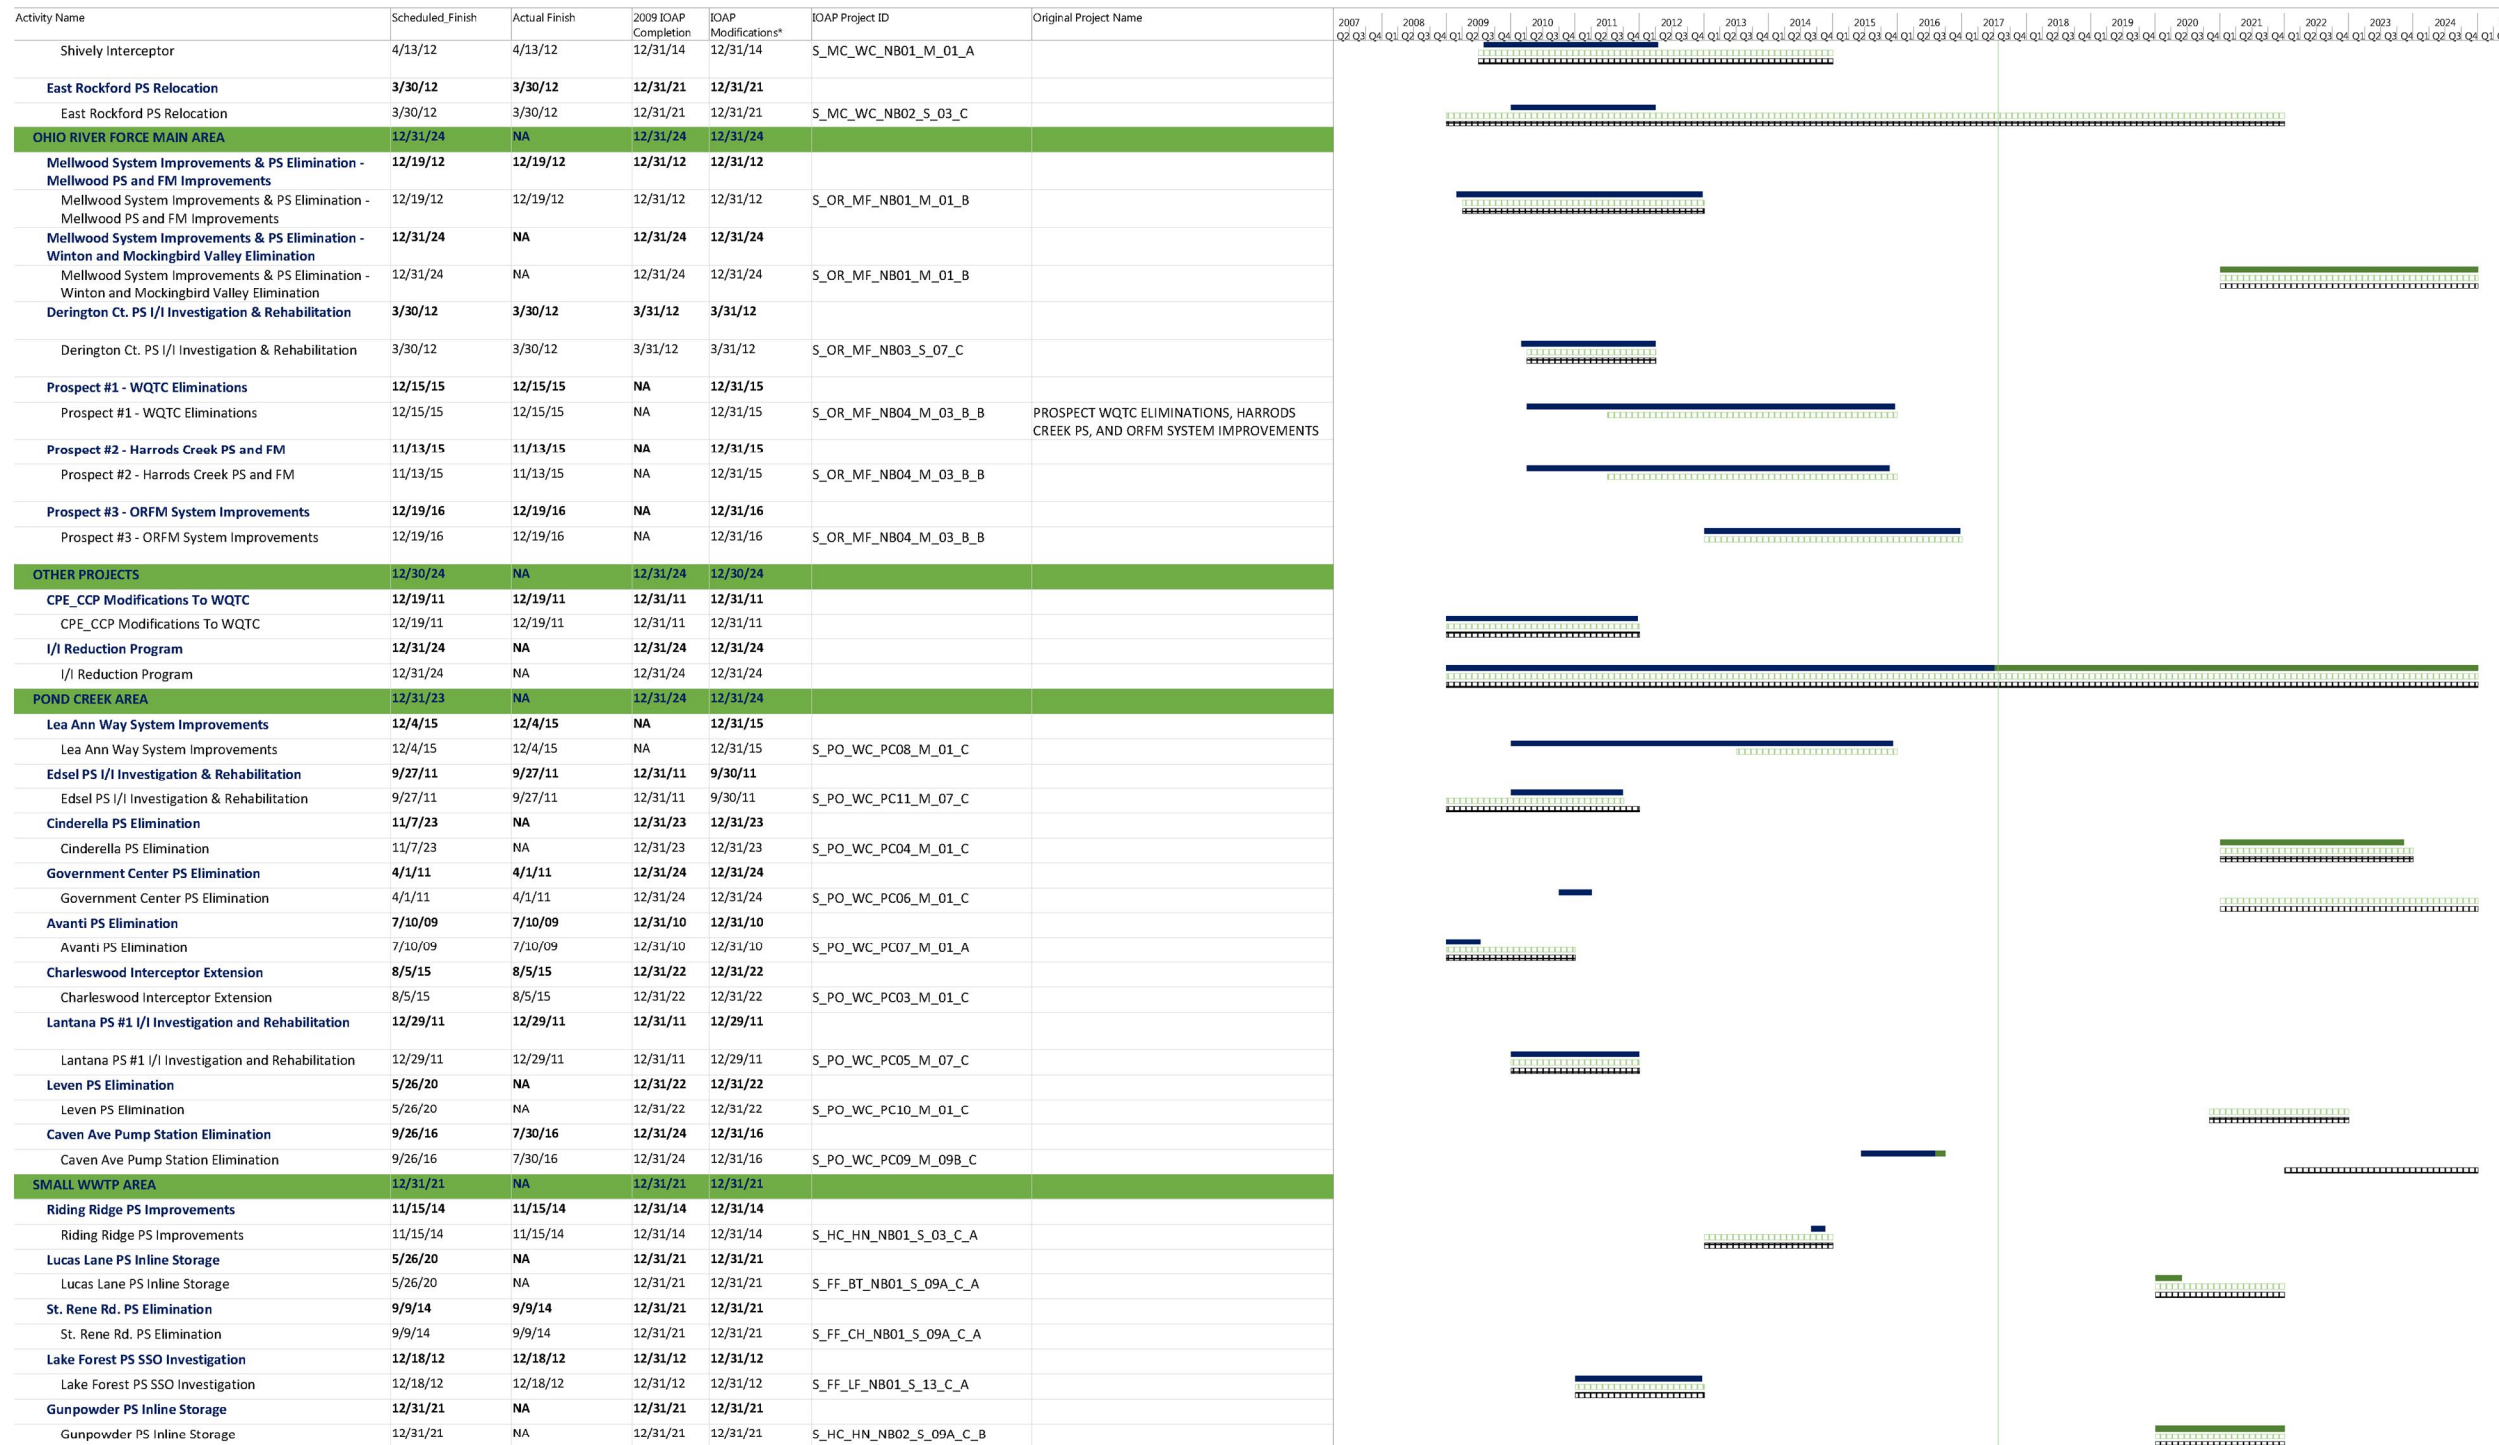 Activity Name Scheduled_Finish Actual Finish 2009 IOAP Completion IOAP Modifications* IOAP Project ID Original Project Name
2007 2008 2009 2010 2011 2012 2013 2014 2015 2016 2017 2018 2019 2020 2021 2022 2023 2024
Shively Interceptor 4/13/12 4/13/12 12/31/14 12/31/14 S_MC_WC_NB01_M_01_A
East Rockford PS Relocation 3/30/12 3/30/12 12/31/21 12/31/21
East Rockford PS Relocation 3/30/12 3/30/12 12/31/21 12/31/21 S_MC_WC_NB02_S_03_C
OHIO RIVER FORCE MAIN AREA 12/31/24 NA 12/31/24 12/31/24
Mellwood System Improvements & PS Elimination - 12/19/12 12/19/12 12/31/12 12/31/12
Mellwood PS and FM Improvements
Mellwood System Improvements & PS Elimination - 12/19/12 12/19/12 12/31/12 12/31/12 S_OR_MF_NB01_M_01_B
Mellwood PS and FM Improvements
Mellwood System Improvements & PS Elimination - 12/31/24 NA 12/31/24 12/31/24
Winton and Mockingbird Valley Elimination
Mellwood System Improvements & PS Elimination - 12/31/24 NA 12/31/24 12/31/24 S_OR_MF_NB01_M_01_B
Winton and Mockingbird Valley Elimination
Derington Ct. PS I/I Investigation & Rehabilitation 3/30/12 3/30/12 3/31/12 3/31/12
Derington Ct. PS I/I Investigation & Rehabilitation 3/30/12 3/30/12 3/31/12 3/31/12 S_OR_MF_NB03_S_07_C
Prospect #1 - WQTC Eliminations 12/15/15 12/15/15 NA 12/31/15
Prospect #1 - WQTC Eliminations 12/15/15 12/15/15 NA 12/31/15 S_OR_MF_NB04_M_03_B_B PROSPECT WQTC ELIMINATIONS, HARRODS
CREEK PS, AND ORFM SYSTEM IMPROVEMENTS
Prospect #2 - Harrods Creek PS and FM 11/13/15 11/13/15 NA 12/31/15
Prospect #2 - Harrods Creek PS and FM 11/13/15 11/13/15 NA 12/31/15 S_OR_MF_NB04_M_03_B_B
Prospect #3 - ORFM System Improvements 12/19/16 12/19/16 NA 12/31/16
Prospect #3 - ORFM System Improvements 12/19/16 12/19/16 NA 12/31/16 S_OR_MF_NB04_M_03_B_B
OTHER PROJECTS 12/30/24 NA 12/31/24 12/30/24
CPE_CCP Modifications To WQTC 12/19/11 12/19/11 12/31/11 12/31/11
CPE_CCP Modifications To WQTC 12/19/11 12/19/11 12/31/11 12/31/11
I/I Reduction Program 12/31/24 NA 12/31/24 12/31/24
I/I Reduction Program 12/31/24 NA 12/31/24 12/31/24
POND CREEK AREA 12/31/23 NA 12/31/24 12/31/24
Lea Ann Way System Improvements 12/4/15 12/4/15 NA 12/31/15
Lea Ann Way System Improvements 12/4/15 12/4/15 NA 12/31/15 S_PO_WC_PC08_M_01_C
Edsel PS I/I Investigation & Rehabilitation 9/27/11 9/27/11 12/31/11 9/30/11
Edsel PS I/I Investigation & Rehabilitation 9/27/11 9/27/11 12/31/11 9/30/11 S_PO_WC_PC11_M_07_C
Cinderella PS Elimination 11/7/23 NA 12/31/23 12/31/23
Cinderella PS Elimination 11/7/23 NA 12/31/23 12/31/23 S_PO_WC_PC04_M_01_C
Government Center PS Elimination 4/1/11 4/1/11 12/31/24 12/31/24
Government Center PS Elimination 4/1/11 4/1/11 12/31/24 12/31/24 S_PO_WC_PC06_M_01_C
Avanti PS Elimination 7/10/09 7/10/09 12/31/10 12/31/10
Avanti PS Elimination 7/10/09 7/10/09 12/31/10 12/31/10 S_PO_WC_PC07_M_01_A
Charleswood Interceptor Extension 8/5/15 8/5/15 12/31/22 12/31/22
Charleswood Interceptor Extension 8/5/15 8/5/15 12/31/22 12/31/22 S_PO_WC_PC03_M_01_C
Lantana PS #1 I/I Investigation and Rehabilitation 12/29/11 12/29/11 12/31/11 12/29/11
Lantana PS #1 I/I Investigation and Rehabilitation 12/29/11 12/29/11 12/31/11 12/29/11 S_PO_WC_PC05_M_07_C
Leven PS Elimination 5/26/20 NA 12/31/22 12/31/22
Leven PS Elimination 5/26/20 NA 12/31/22 12/31/22 S_PO_WC_PC10_M_01_C
Caven Ave Pump Station Elimination 9/26/16 7/30/16 12/31/24 12/31/16
Caven Ave Pump Station Elimination 9/26/16 7/30/16 12/31/24 12/31/16 S_PO_WC_PC09_M_09B_C
SMALL WWTP AREA 12/31/21 NA 12/31/21 12/31/21
Riding Ridge PS Improvements 11/15/14 11/15/14 12/31/14 12/31/14
Riding Ridge PS Improvements 11/15/14 11/15/14 12/31/14 12/31/14 S_HC_HN_NB01_S_03_C_A
Lucas Lane PS Inline Storage 5/26/20 NA 12/31/21 12/31/21
Lucas Lane PS Inline Storage 5/26/20 NA 12/31/21 12/31/21 S_FF_BT_NB01_S_09A_C_A
St. Rene Rd. PS Elimination 9/9/14 9/9/14 12/31/21 12/31/21
St. Rene Rd. PS Elimination 9/9/14 9/9/14 12/31/21 12/31/21 S_FF_CH_NB01_S_09A_C_A
Lake Forest PS SSO Investigation 12/18/12 12/18/12 12/31/12 12/31/12
Lake Forest PS SSO Investigation 12/18/12 12/18/12 12/31/12 12/31/12 S_FF_LF_NB01_S_13_C_A
Gunpowder PS Inline Storage 12/31/21 NA 12/31/21 12/31/21
Gunpowder PS Inline Storage 12/31/21 NA 12/31/21 12/31/21 S_HC_HN_NB02_S_09A_C_B